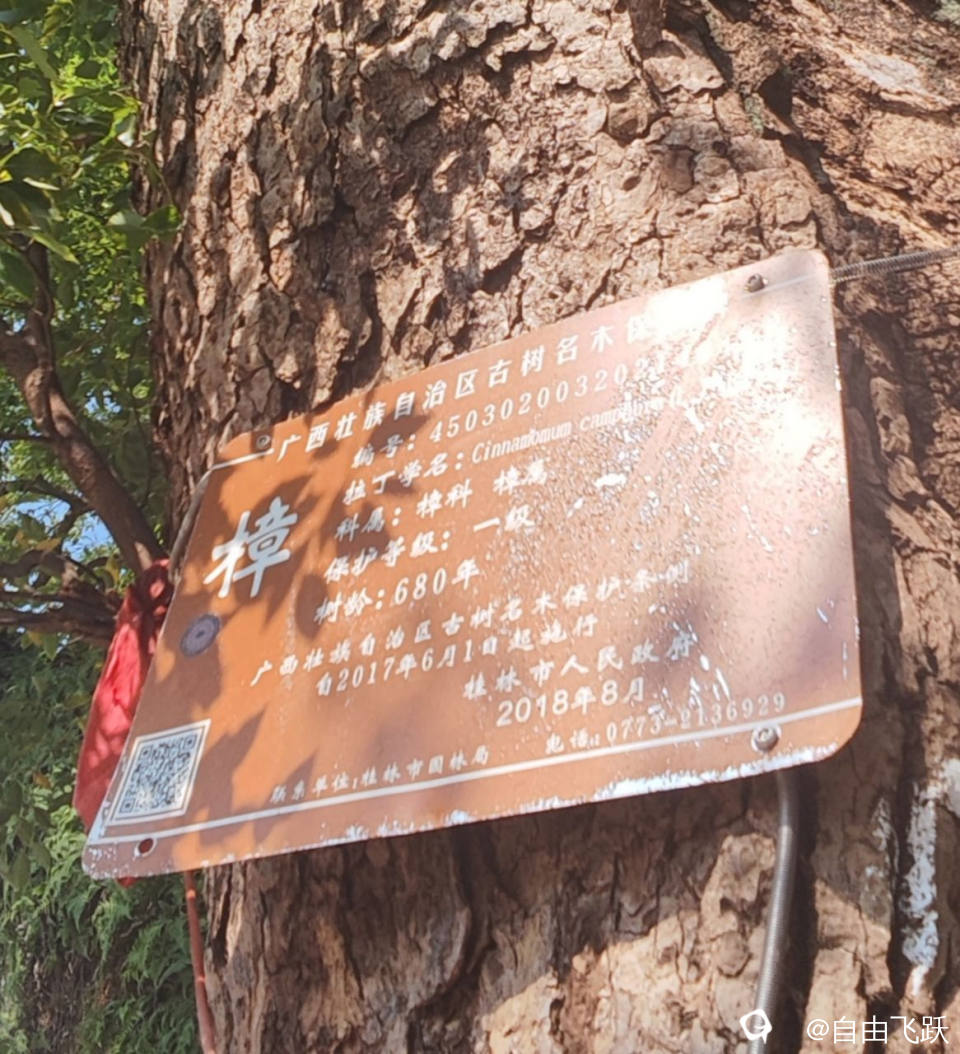 广西壮族自治区古树名木保
编号:450302003202
拉丁学名:Cinnamomum camphora
科属:樟科 樟属
樟
保护等级:一级
树龄:680年
广西壮族自治区古树名木保护条例
自2017年6月1日起施行
桂林市人民政府
2018年8月
联系单位:桂林市园林局 电话:0773-2136929
@自由飞跃